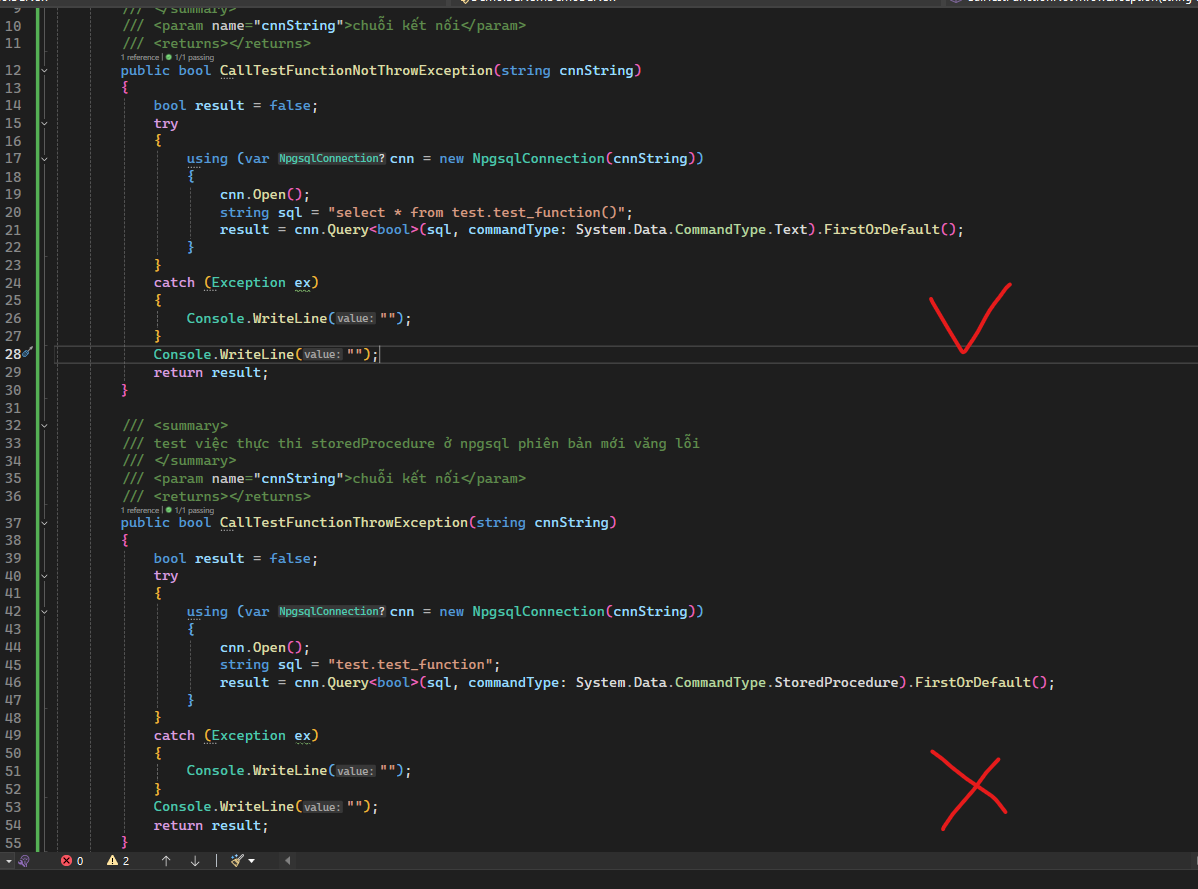 9 /// </summary>
10 /// <param name="cnnString">chuỗi kết nối</param>
11 /// <returns></returns>
1 reference | 1/1 passing
12 public bool CallTestFunctionNotThrowException(string cnnString)
13 {
14 bool result = false;
15 try
16 {
17 using (var NpgsqlConnection? cnn = new NpgsqlConnection(cnnString))
18 {
19 cnn.Open();
20 string sql = "select * from test.test_function()";
21 result = cnn.Query<bool>(sql, commandType: System.Data.CommandType.Text).FirstOrDefault();
22 }
23 }
24 catch (Exception ex)
25 {
26 Console.WriteLine(value: "");
27 }
28 Console.WriteLine(value: "");
29 return result;
30 }
31
32 /// <summary>
33 /// test việc thực thi storedProcedure ở npgsql phiên bản mới văng lỗi
34 /// </summary>
35 /// <param name="cnnString">chuỗi kết nối</param>
36 /// <returns></returns>
1 reference | 1/1 passing
37 public bool CallTestFunctionThrowException(string cnnString)
38 {
39 bool result = false;
40 try
41 {
42 using (var NpgsqlConnection? cnn = new NpgsqlConnection(cnnString))
43 {
44 cnn.Open();
45 string sql = "test.test_function";
46 result = cnn.Query<bool>(sql, commandType: System.Data.CommandType.StoredProcedure).FirstOrDefault();
47 }
48 }
49 catch (Exception ex)
50 {
51 Console.WriteLine(value: "");
52 }
53 Console.WriteLine(value: "");
54 return result;
55 }
0 2